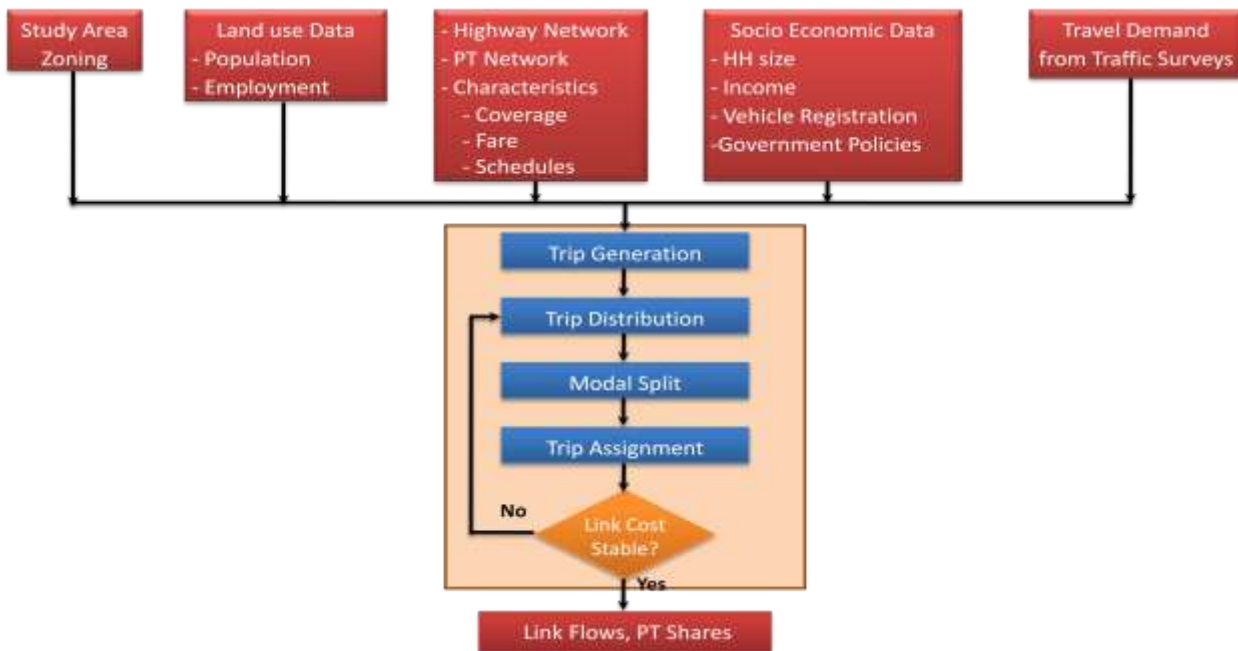 Study Area
Zoning
Land use Data
- Population
- Employment
- Highway Network
- PT Network
- Characteristics
- Coverage
- Fare
- Schedules
Socio Economic Data
- HH size
- Income
- Vehicle Registration
-Government Policies
Travel Demand
from Traffic Surveys
Trip Generation
Trip Distribution
Modal Split
Trip Assignment
No
Link Cost
Stable?
Yes
Link Flows, PT Shares